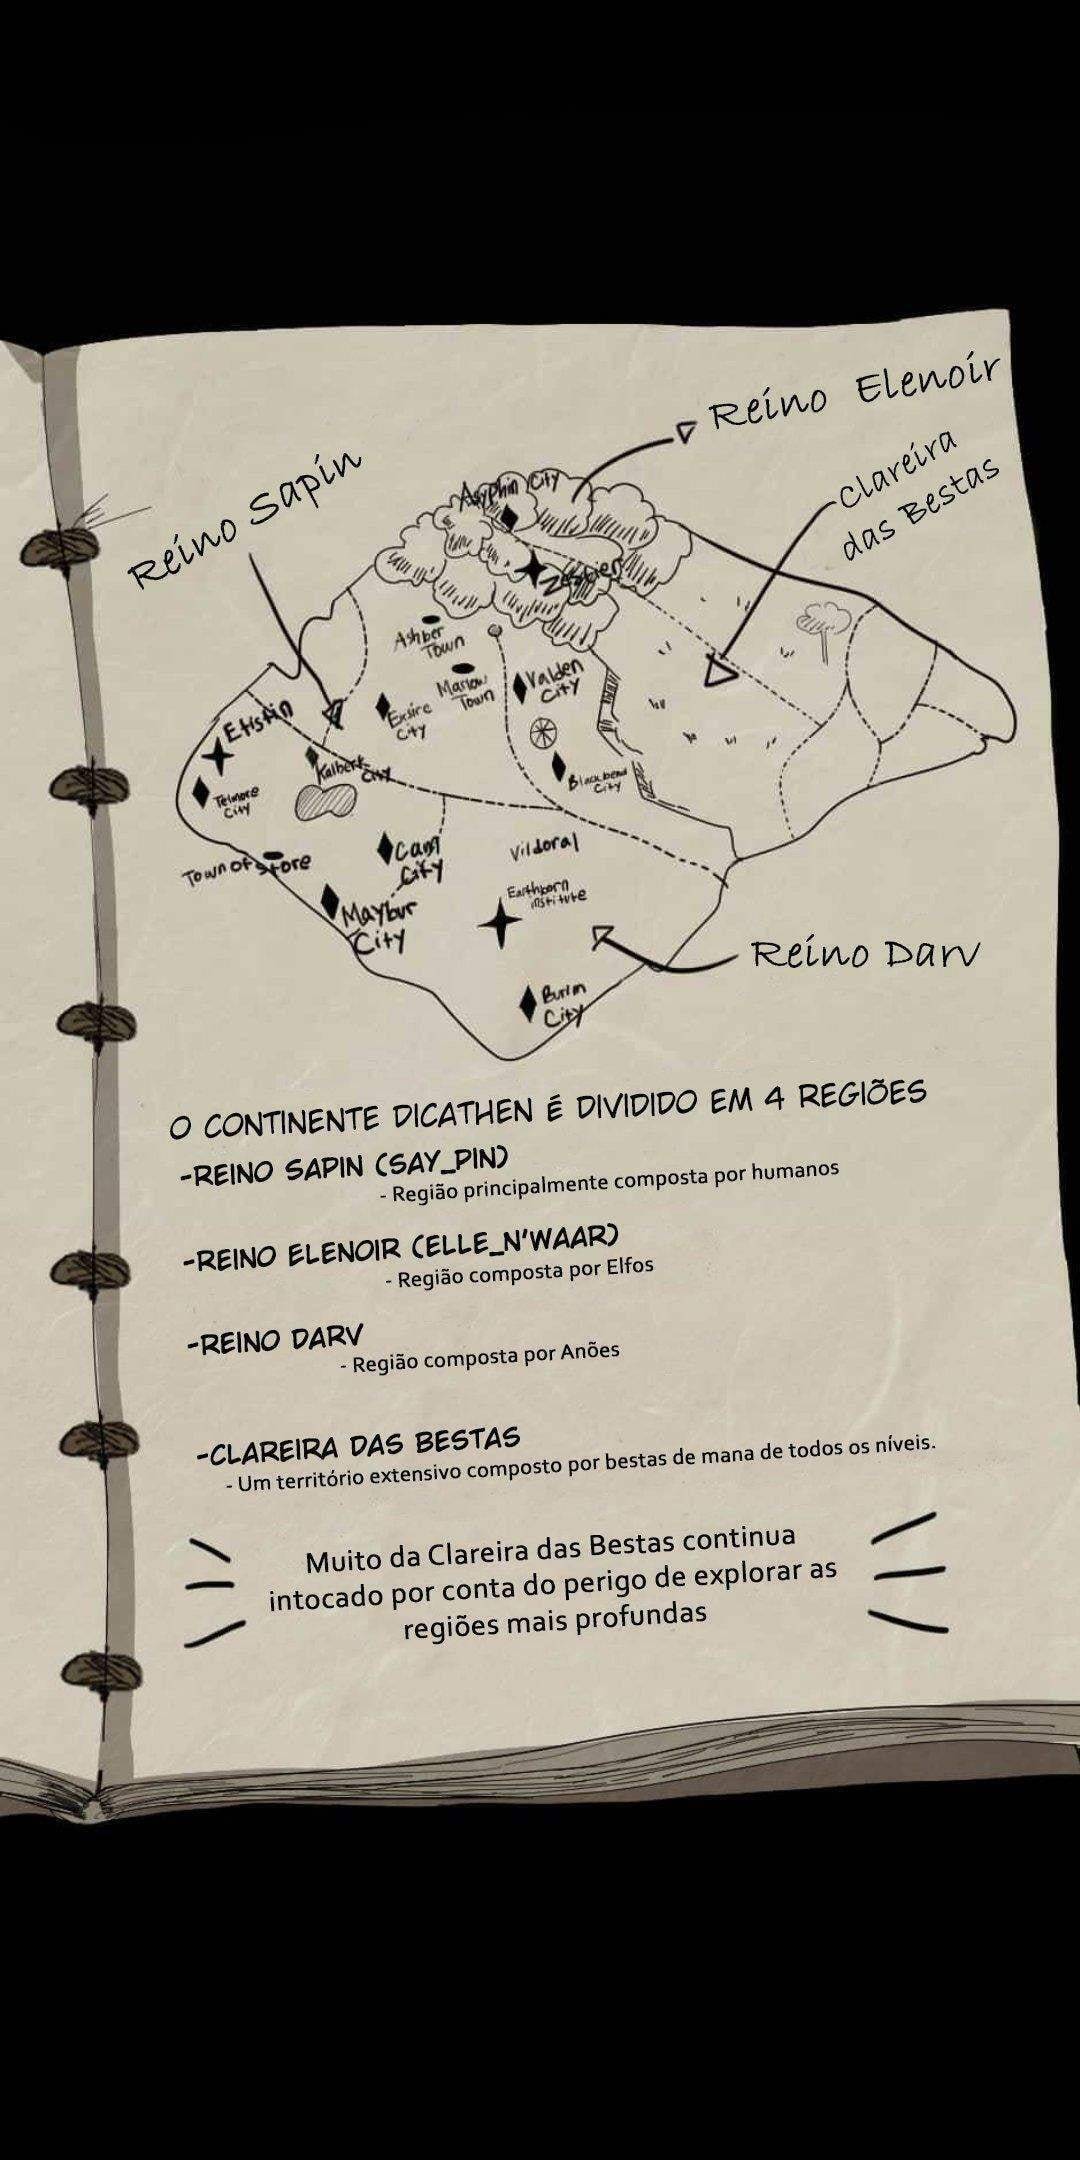 Reino Elenoir
Clareira
das Bestas
Reino Sapin
Asyphin City
Zestier
Ashber
Town
Marlow
Town
Valden
City
Exsire
City
Etistin
Kalbert
City
Telmore
City
Blackbend
City
Town of Store
Carn
City
Vildoral
Earthborn
Institute
Maybur
City
Reino Darv
Burim
City
O CONTINENTE DICATHEN É DIVIDIDO EM 4 REGIÕES
-REINO SAPIN (SAY_PIN)
- Região principalmente composta por humanos
-REINO ELENOIR (ELLE_N'WAAR)
- Região composta por Elfos
-REINO DARV
- Região composta por Anões
-CLAREIRA DAS BESTAS
- Um território extensivo composto por bestas de mana de todos os níveis.
Muito da Clareira das Bestas continua
intocado por conta do perigo de explorar as
regiões mais profundas